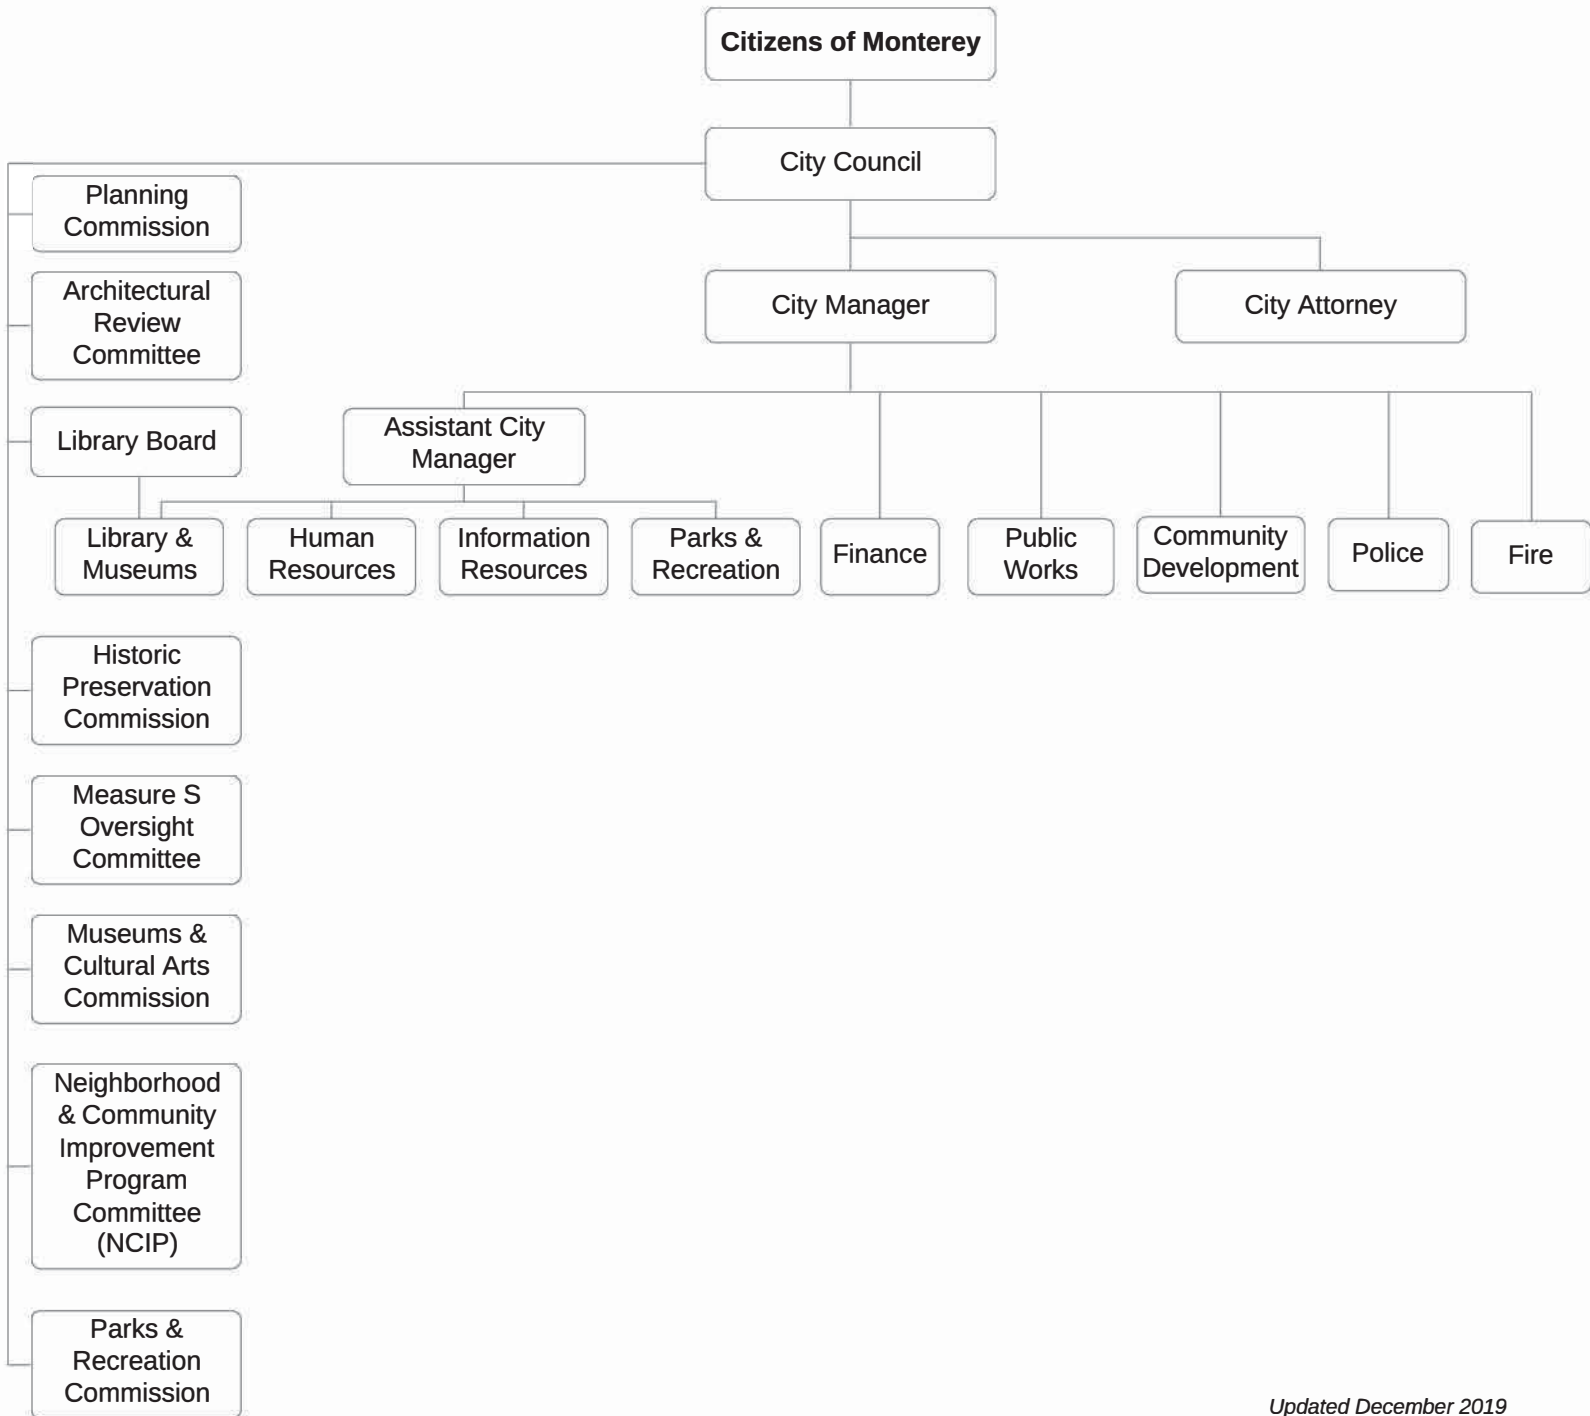 Citizens of Monterey
City Council
Planning
Commission
Architectural
Review
Committee
City Manager
City Attorney
Library Board
Assistant City
Manager
Library &
Museums
Human
Resources
Information
Resources
Parks &
Recreation
Finance
Public
Works
Community
Development
Police
Fire
Historic
Preservation
Commission
Measure S
Oversight
Committee
Museums &
Cultural Arts
Commission
Neighborhood
& Community
Improvement
Program
Committee
(NCIP)
Parks &
Recreation
Commission
Updated December 2019